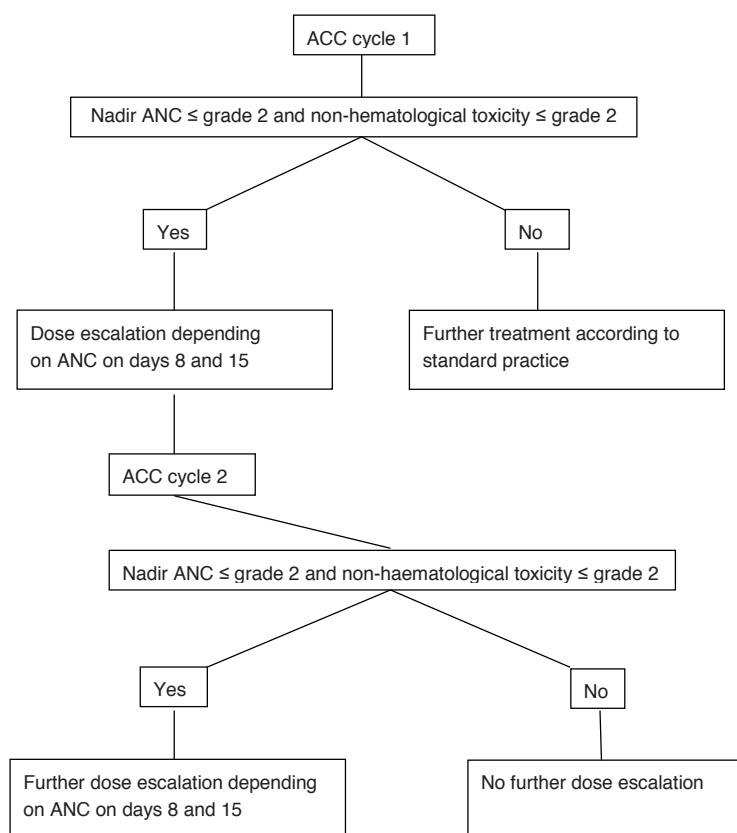 ACC cycle 1
Nadir ANC ≤ grade 2 and non-hematological toxicity ≤ grade 2
Yes
No
Dose escalation depending
on ANC on days 8 and 15
Further treatment according to
standard practice
ACC cycle 2
Nadir ANC ≤ grade 2 and non-haematological toxicity ≤ grade 2
Yes
No
Further dose escalation depending
on ANC on days 8 and 15
No further dose escalation